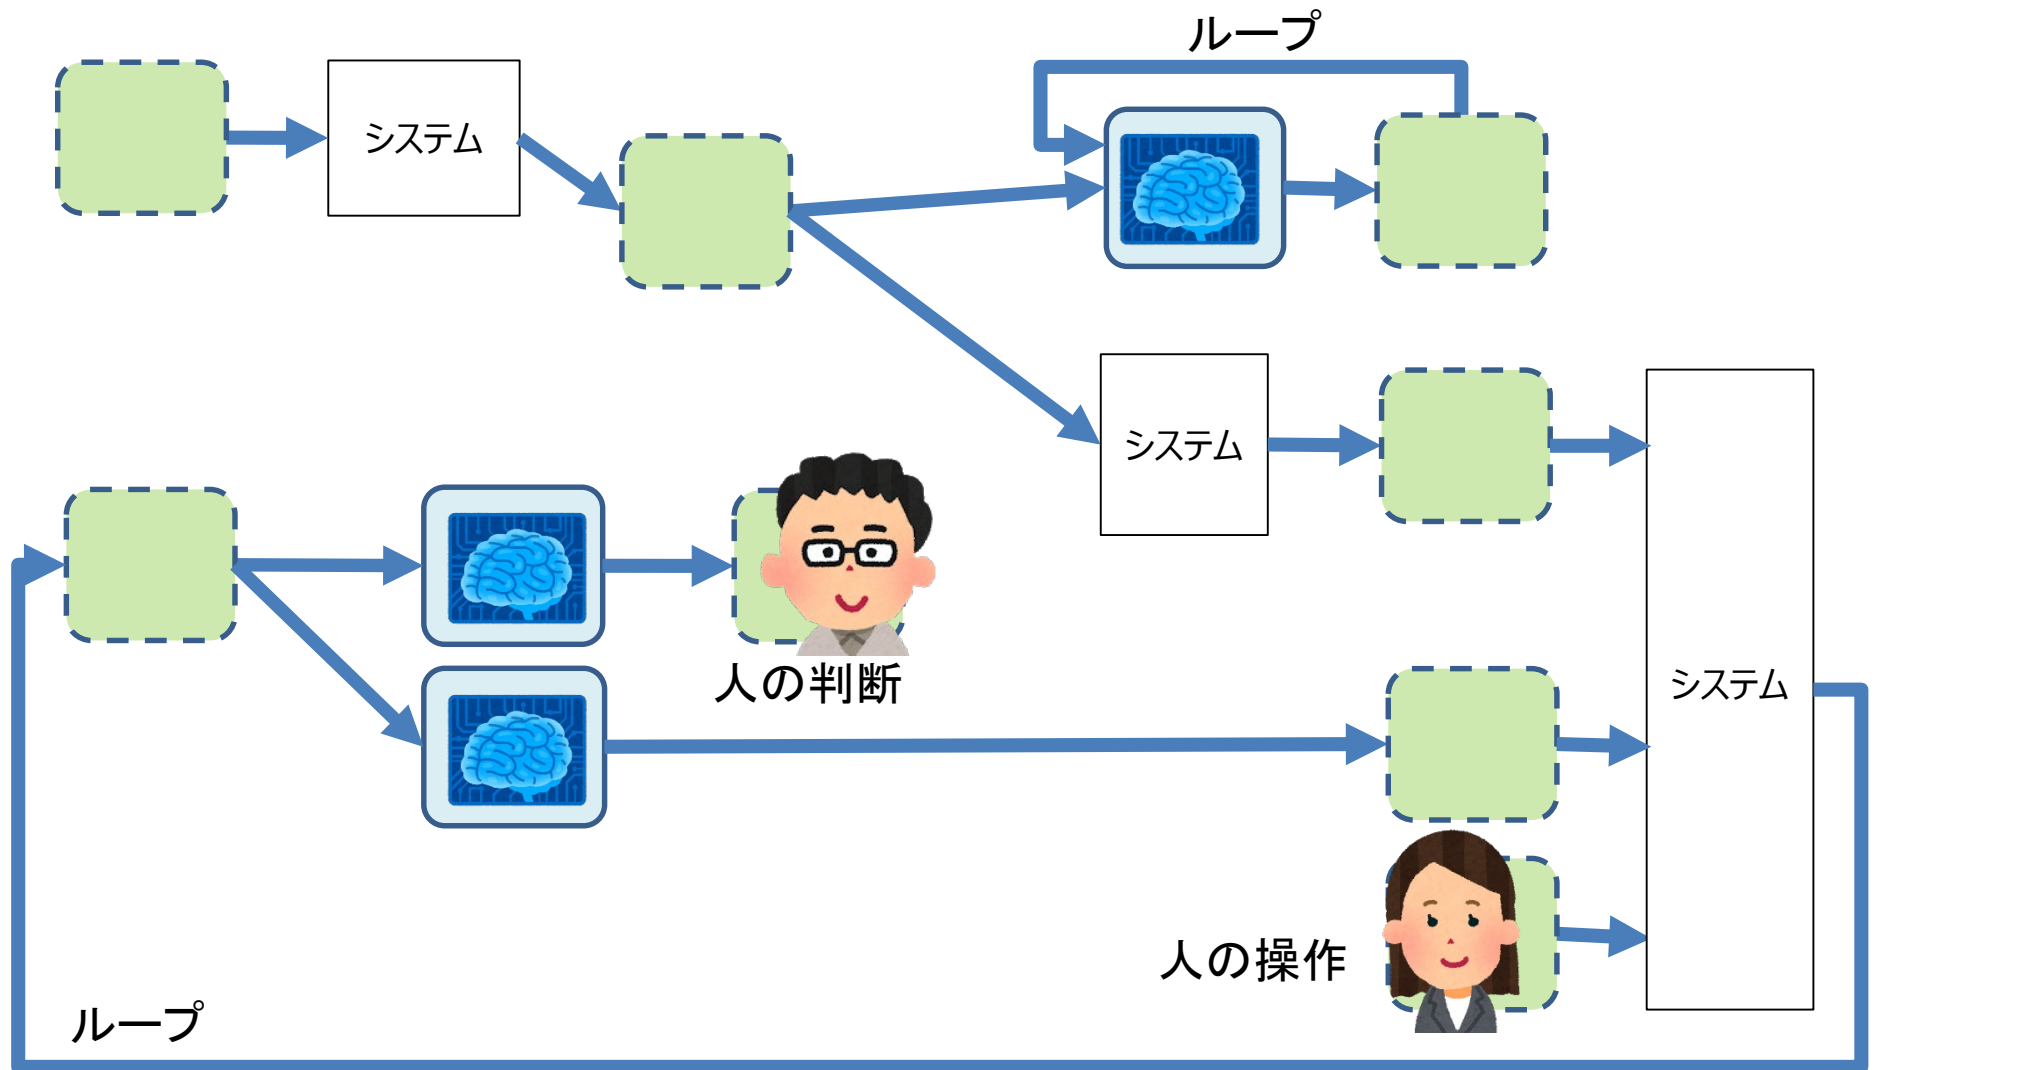 ループ
システム
システム
人の判断
システム
人の操作
ループ